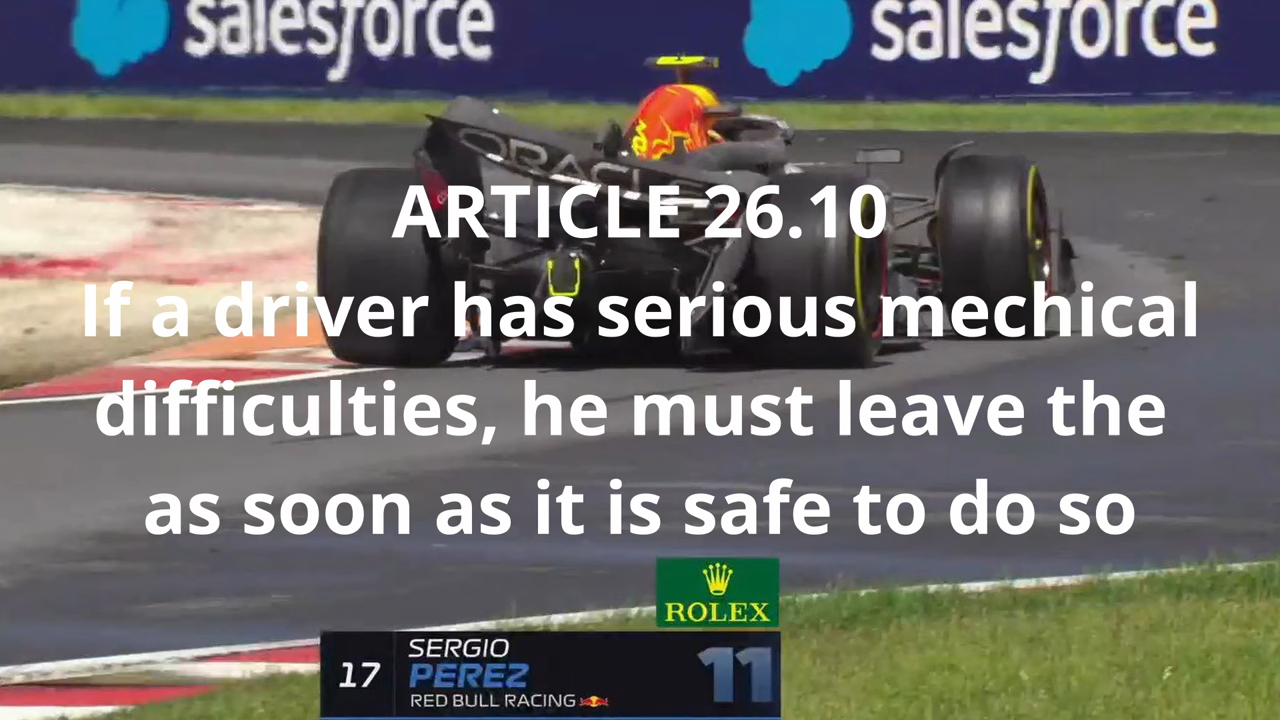 salesforce salesforce
ORACLE
ARTICLE 26.10
If a driver has serious mechical
difficulties, he must leave the
as soon as it is safe to do so
ROLEX
17 SERGIO
PEREZ 11
RED BULL RACING